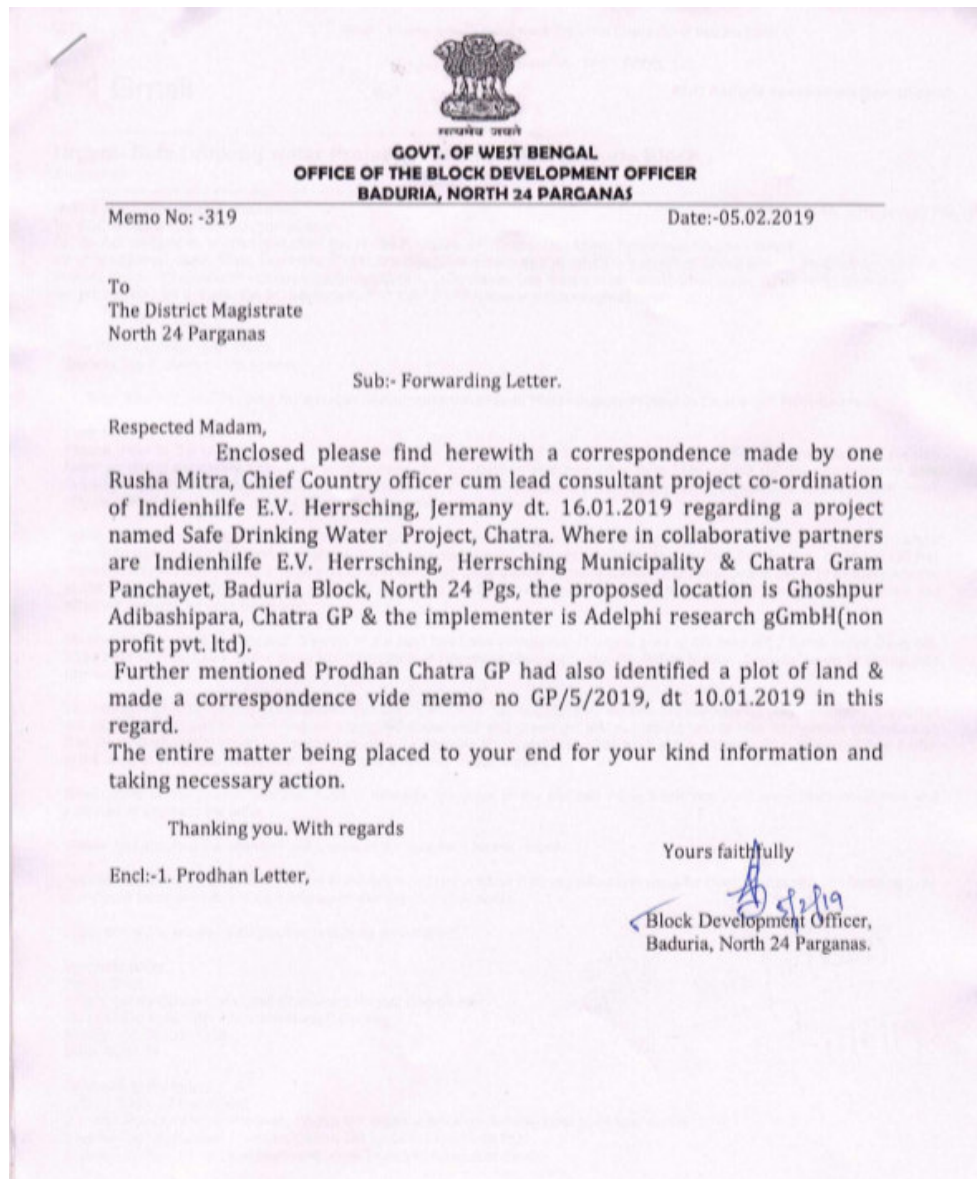 सत्यमेव जयते
GOVT. OF WEST BENGAL
OFFICE OF THE BLOCK DEVELOPMENT OFFICER
BADURIA, NORTH 24 PARGANAS
Memo No: -319 Date:-05.02.2019
To
The District Magistrate
North 24 Parganas
Sub:- Forwarding Letter.
Respected Madam,
Enclosed please find herewith a correspondence made by one
Rusha Mitra, Chief Country officer cum lead consultant project co-ordination
of Indienhilfe E.V. Herrsching, Jermany dt. 16.01.2019 regarding a project
named Safe Drinking Water Project, Chatra. Where in collaborative partners
are Indienhilfe E.V. Herrsching, Herrsching Municipality & Chatra Gram
Panchayet, Baduria Block, North 24 Pgs, the proposed location is Ghoshpur
Adibashipara, Chatra GP & the implementer is Adelphi research gGmbH(non
profit pvt. ltd).
Further mentioned Prodhan Chatra GP had also identified a plot of land &
made a correspondence vide memo no GP/5/2019, dt 10.01.2019 in this
regard.
The entire matter being placed to your end for your kind information and
taking necessary action.
Thanking you. With regards
Yours faithfully
Encl:-1. Prodhan Letter,
5/2/19
Block Development Officer,
Baduria, North 24 Parganas.